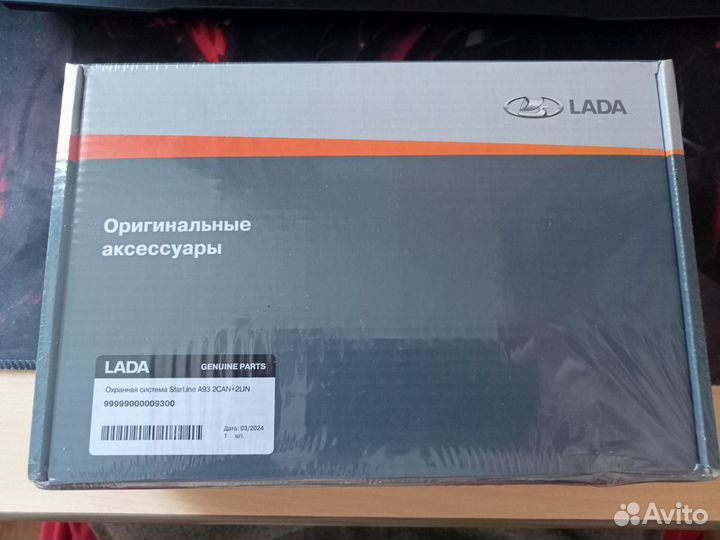 LADA
Оригинальные
аксессуары
LADA GENUINE PARTS
Охранная система StarLine A93 2CAN+2LIN
99999000009300
Дата: 03/2024
1 шт.
Avito